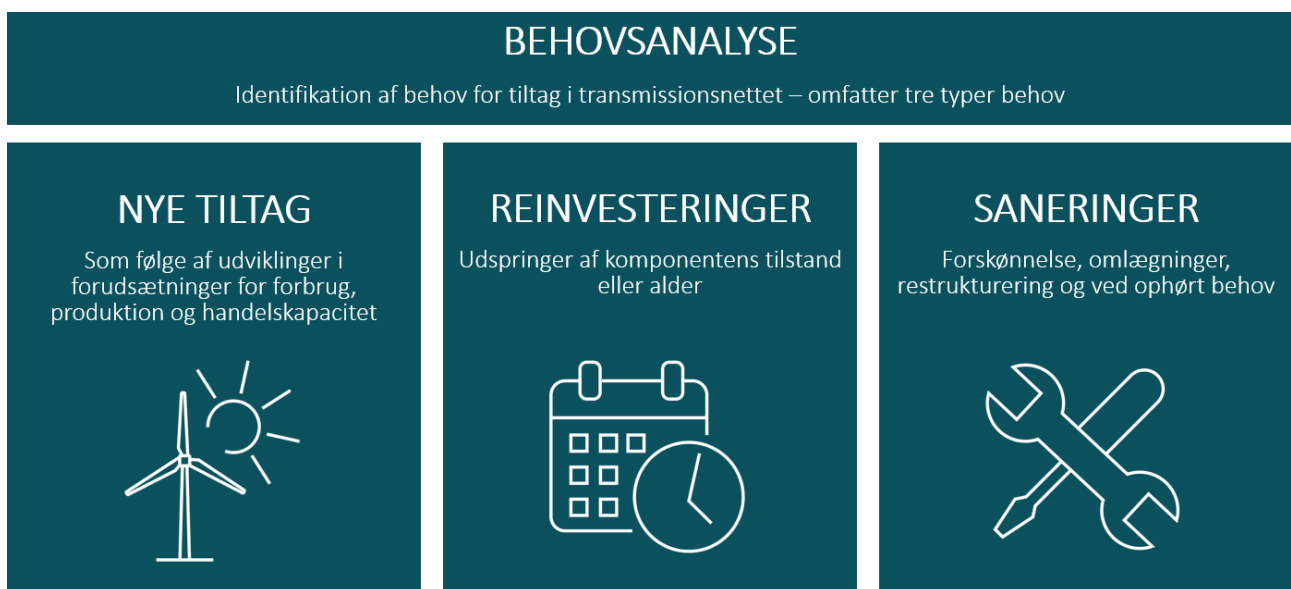 BEHOVSANALYSE
Identifikation af behov for tiltag i transmissionsnettet – omfatter tre typer behov
NYE TILTAG
Som følge af udviklinger i
forudsætninger for forbrug,
produktion og handelskapacitet
REINVESTERINGER
Udspringer af komponentens tilstand
eller alder
SANERINGER
Forskønnelse, omlægninger,
restrukturering og ved ophørt behov